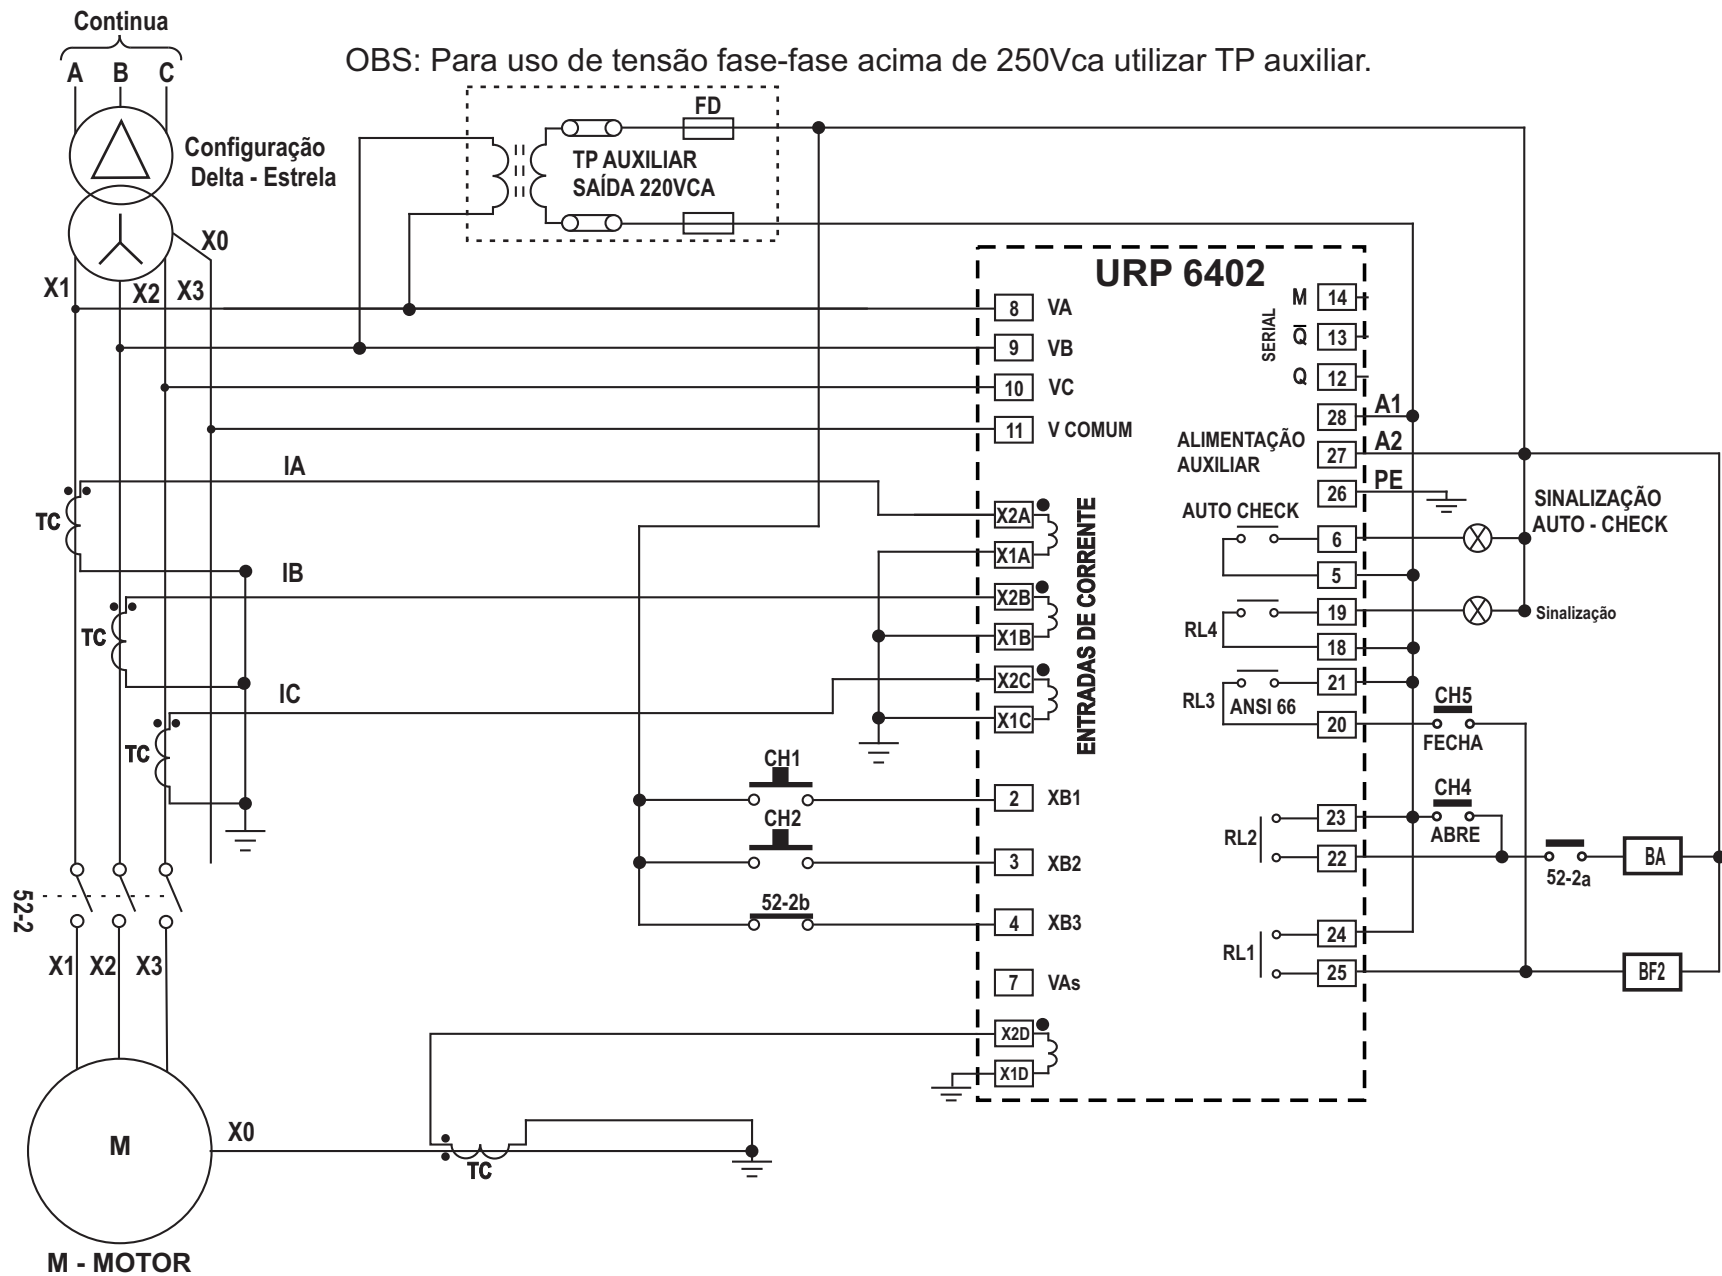 Continua
A B C
OBS: Para uso de tensão fase-fase acima de 250Vca utilizar TP auxiliar.
Configuração
Delta - Estrela
FD
TP AUXILIAR
SAÍDA 220VCA
X0
X1 X2 X3
URP 6402
8 VA
9 VB
10 VC
11 V COMUM
SERIAL
M 14
Q̅ 13
Q 12
28 A1
ALIMENTAÇÃO
AUXILIAR
27 A2
26 PE
IA
TC
IB
TC
IC
TC
X2A
X1A
X2B
X1B
X2C
X1C
ENTRADAS DE CORRENTE
AUTO CHECK
6
5
SINALIZAÇÃO
AUTO - CHECK
RL4
19
18
Sinalização
RL3
ANSI 66
21
20
CH5
FECHA
CH1
2 XB1
CH2
3 XB2
52-2b
4 XB3
7 VAs
X2D
X1D
RL2
23
22
CH4
ABRE
52-2a
BA
RL1
24
25
BF2
52-2
X1 X2 X3
M
X0
TC
M - MOTOR